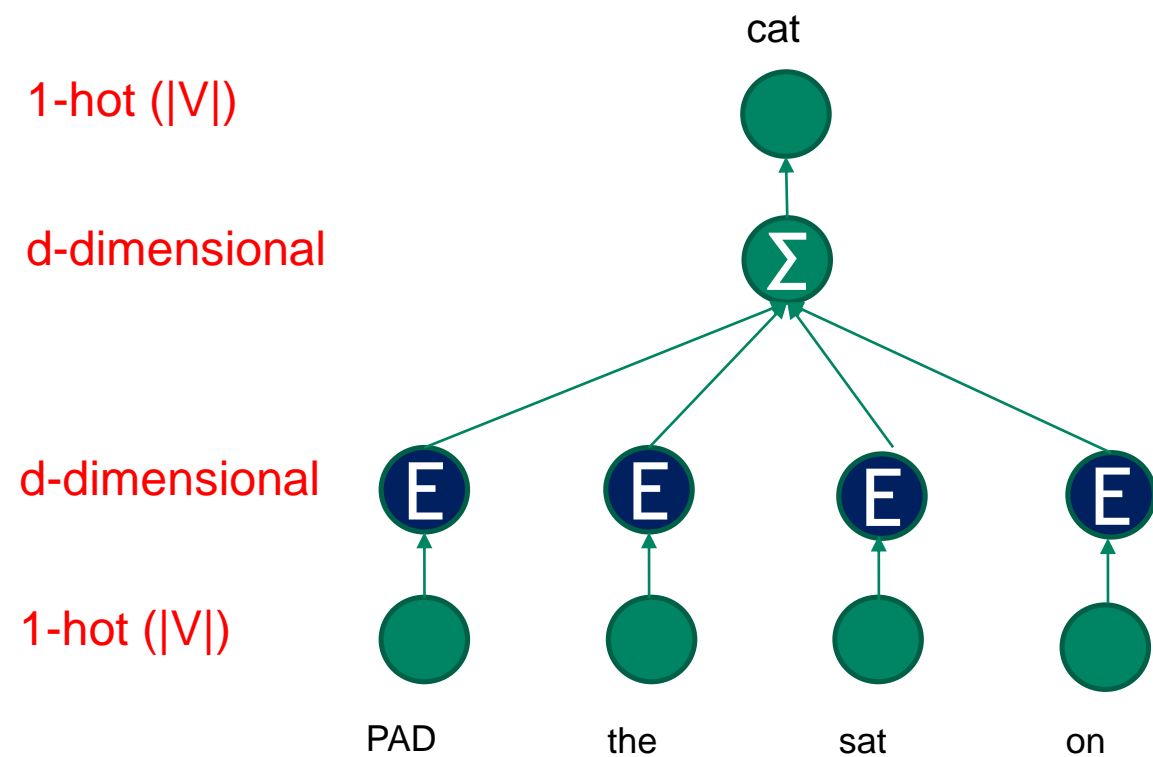 cat
1-hot (|V|)
d-dimensional
Σ
d-dimensional
E E E E
1-hot (|V|)
PAD the sat on